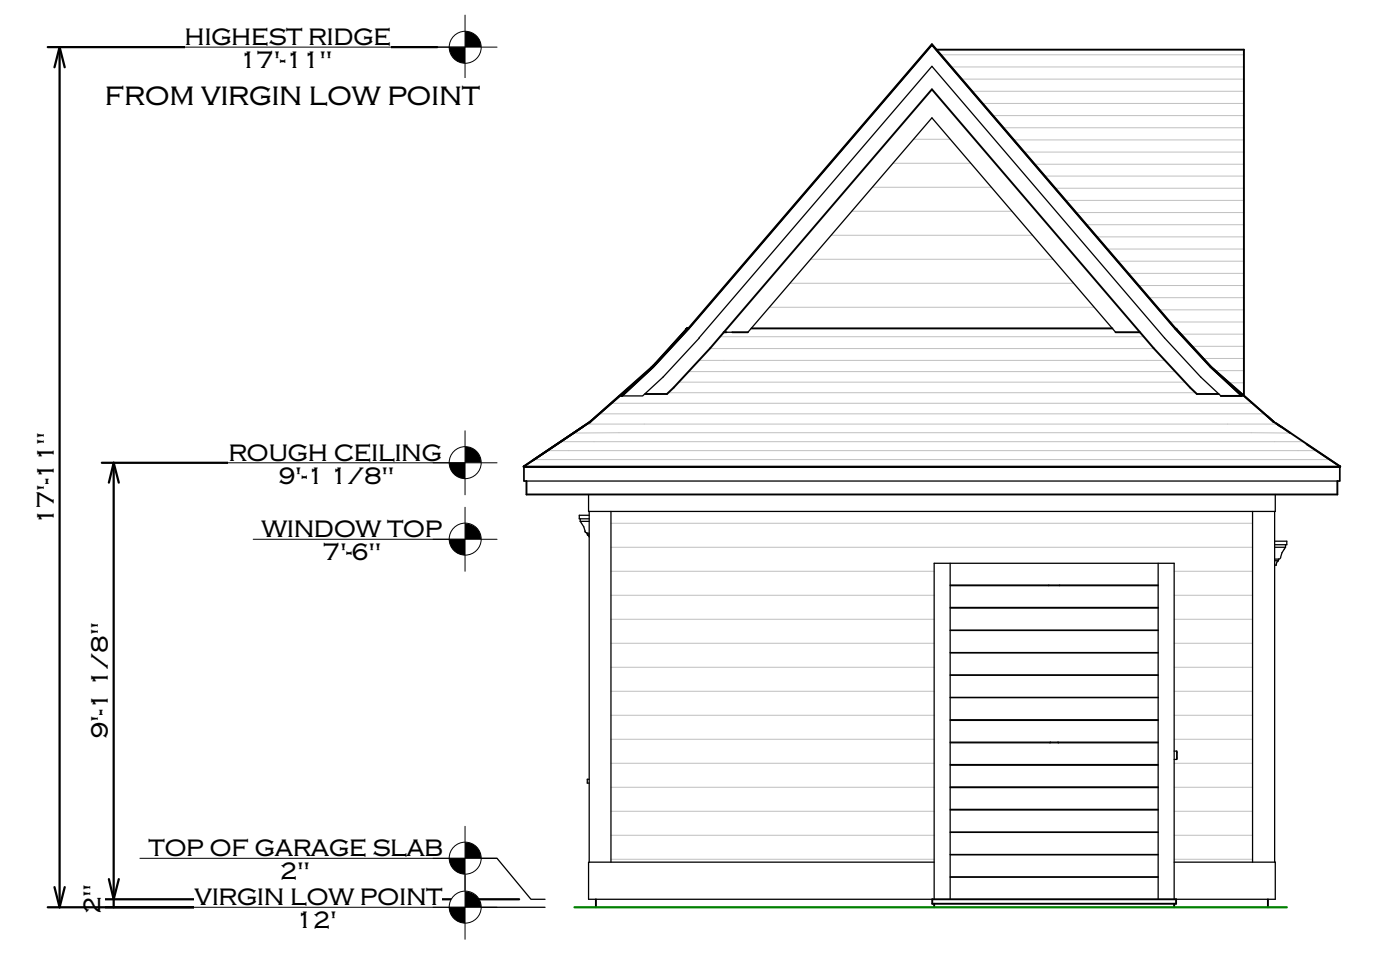 HIGHEST RIDGE
17'-11"
FROM VIRGIN LOW POINT
17'-11"
ROUGH CEILING
9'-1 1/8"
WINDOW TOP
7'-6"
9'-1 1/8"
TOP OF GARAGE SLAB
2"
2"
VIRGIN LOW POINT
12'